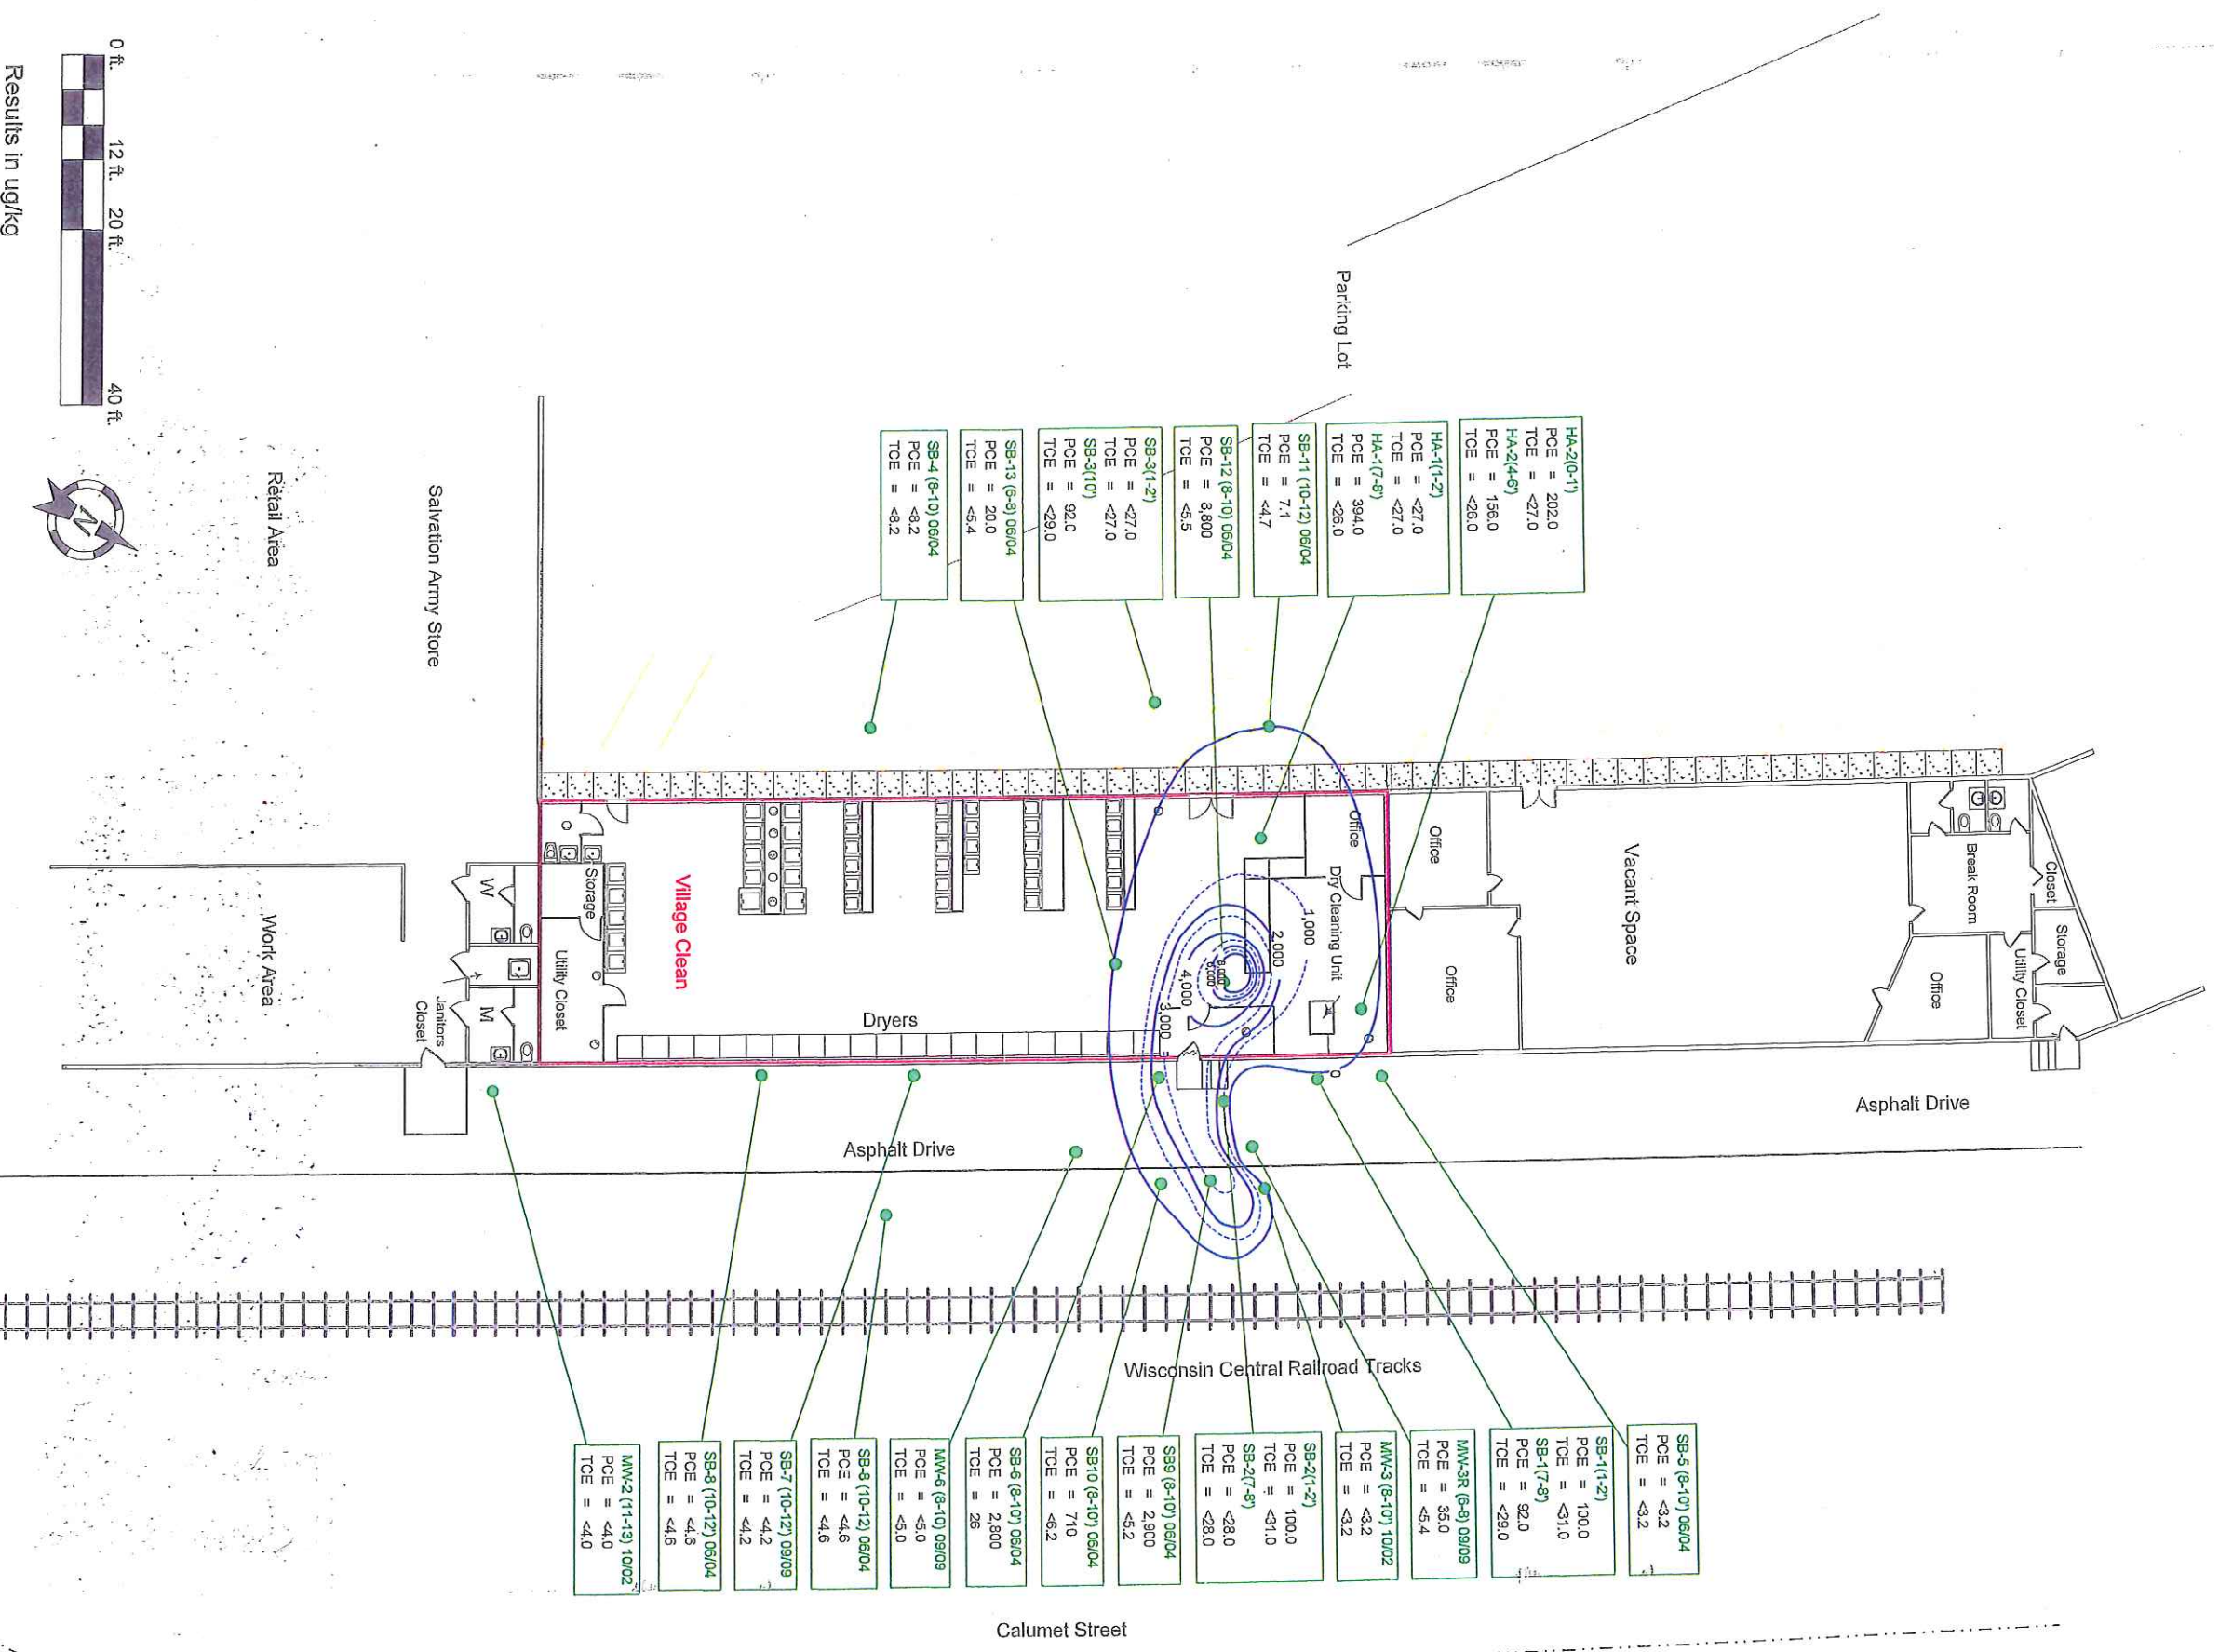 0 ft.
12 ft.
20 ft.
40 ft.
Results in ug/kg
N
Parking Lot
HA-2(0-1')
PCE = 202.0
TCE = <27.0
HA-2(4-6')
PCE = 156.0
TCE = <26.0
HA-1(1-2')
PCE = <27.0
TCE = <27.0
HA-1(7-8')
PCE = 394.0
TCE = <26.0
SB-11 (10-12) 06/04
PCE = 7.1
TCE = <4.7
SB-12 (8-10) 06/04
PCE = 8,800
TCE = <5.5
SB-3(1-2')
PCE = <27.0
TCE = <27.0
SB-3(10')
PCE = 92.0
TCE = <29.0
SB-13 (6-8) 06/04
PCE = 20.0
TCE = <5.4
SB-4 (8-10) 06/04
PCE = <8.2
TCE = <8.2
Salvation Army Store
Retail Area
Work Area
W
M
Janitors
Closet
Storage
Utility Closet
Village Clean
Dryers
Office
Dry Cleaning Unit
1,000
2,000
3,000
4,000
Office
Office
Vacant Space
Break Room
Closet
Storage
Utility Closet
Office
Asphalt Drive
Asphalt Drive
Wisconsin Central Railroad Tracks
SB-5 (8-10') 06/04
PCE = <3.2
TCE = <3.2
SB-1(1-2')
PCE = 100.0
TCE = <31.0
SB-1(7-8')
PCE = 92.0
TCE = <29.0
MW-3R (6-8) 09/09
PCE = 35.0
TCE = <5.4
MW-3 (8-10') 10/02
PCE = <3.2
TCE = <3.2
SB-2(1-2')
PCE = 100.0
TCE = <31.0
SB-2(7-8')
PCE = <28.0
TCE = <28.0
SB9 (8-10') 06/04
PCE = 2,900
TCE = <5.2
SB10 (8-10') 06/04
PCE = 710
TCE = <6.2
SB-6 (8-10') 06/04
PCE = 2,800
TCE = 26
MW-6 (8-10) 09/09
PCE = <5.0
TCE = <5.0
SB-8 (10-12) 06/04
PCE = <4.6
TCE = <4.6
SB-7 (10-12') 09/09
PCE = <4.2
TCE = <4.2
SB-8 (10-12') 06/04
PCE = <4.6
TCE = <4.6
MW-2 (11-13) 10/02
PCE = <4.0
TCE = <4.0
Calumet Street